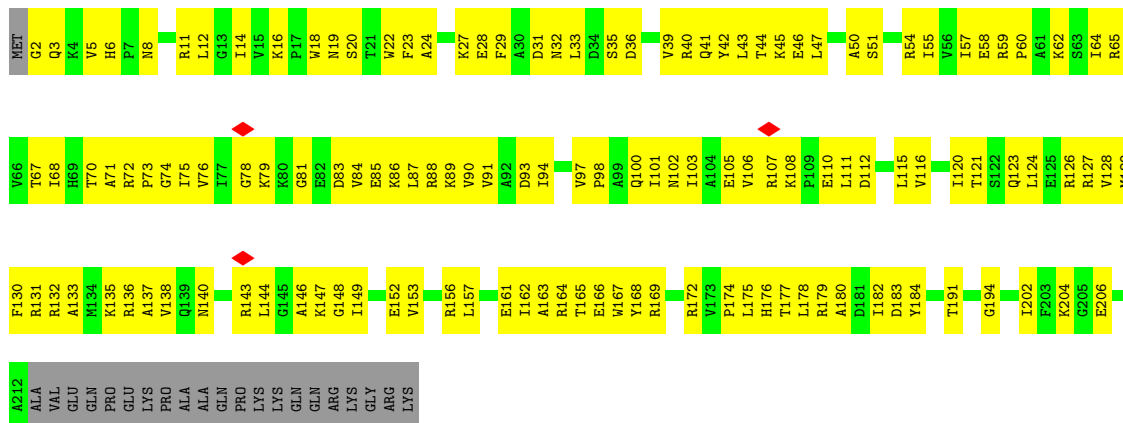 MET G2 Q3 K4 V5 H6 P7 N8 R11 L12 G13 I14 V15 K16 P17 W18 N19 S20 T21 W22 F23 A24 K27 E28 F29 A30 D31 N32 L33 D34 S35 D36 V39 R40 Q41 Y42 L43 T44 K45 E46 L47 A50 S51 R54 I55 V56 I57 E58 R59 P60 A61 K62 S63 I64 R65
V66 T67 I68 H69 T70 A71 R72 P73 G74 I75 V76 I77 G78 K79 K80 G81 E82 D83 V84 E85 K86 L87 R88 K89 V90 V91 A92 D93 I94 V97 P98 A99 Q100 I101 N102 I103 A104 E105 V106 R107 K108 P109 E110 L111 D112 L115 V116 I120 T121 S122 Q123 L124 E125 R126 R127 V128
F130 R131 R132 A133 M134 K135 R136 A137 V138 Q139 N140 R143 L144 G145 A146 K147 G148 I149 E152 V153 R156 L157 E161 I162 A163 R164 T165 E166 W167 Y168 R169 R172 V173 P174 L175 H176 T177 L178 R179 A180 D181 I182 D183 Y184 T191 G194 I202 F203 K204 G205 E206
A212 ALA VAL GLU GLN PRO GLU LYS PRO ALA ALA GLN PRO LYS LYS GLN GLN ARG LYS GLY ARG LYS